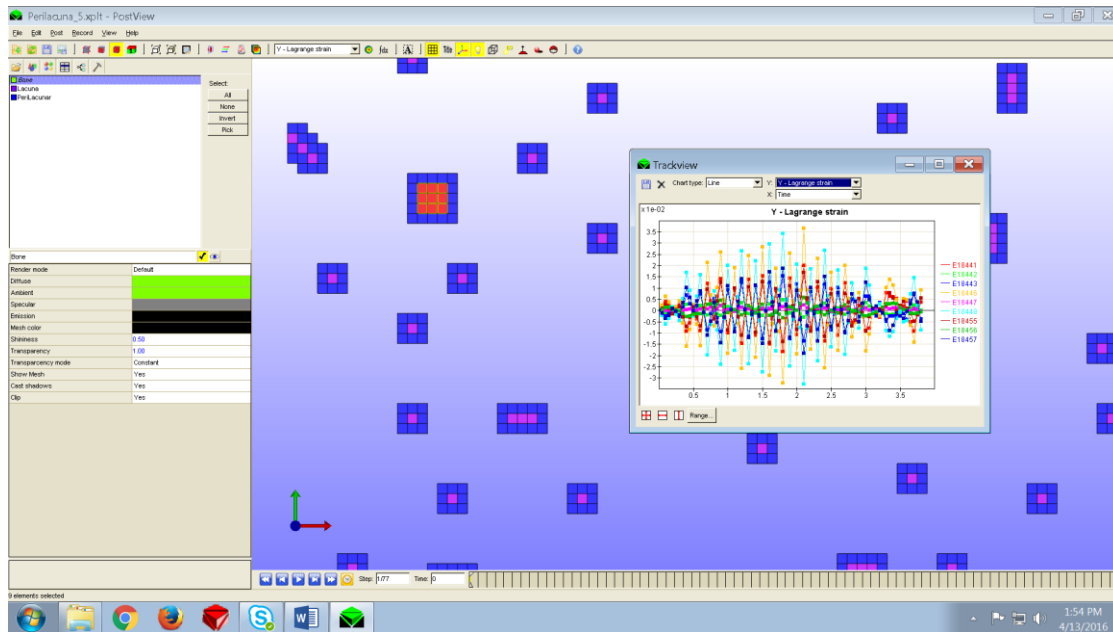 Perilacuna_5.xplt - PostView
File Edit Post Record View Help
Y - Lagrange strain
fdx
A
Bone
Lacuna
PeriLacunar
Select:
All
None
Invert
Pick
Bone
Render mode Default
Diffuse
Ambient
Specular
Emission
Mesh color
Shininess 0.50
Transparency 1.00
Transparency mode Constant
Show Mesh Yes
Cast shadows Yes
Clip Yes
Trackview
Chart type: Line Y: Y - Lagrange strain
X: Time
x 1e-02
Y - Lagrange strain
3.5
3
2.5
2
1.5
1
0.5
0
-0.5
-1
-1.5
-2
-2.5
-3
0.5 1 1.5 2 2.5 3 3.5
E18441
E18442
E18443
E18446
E18447
E18448
E18455
E18456
E18457
Range...
Step: 1/77 Time: 0
9 elements selected
1:54 PM
4/13/2016